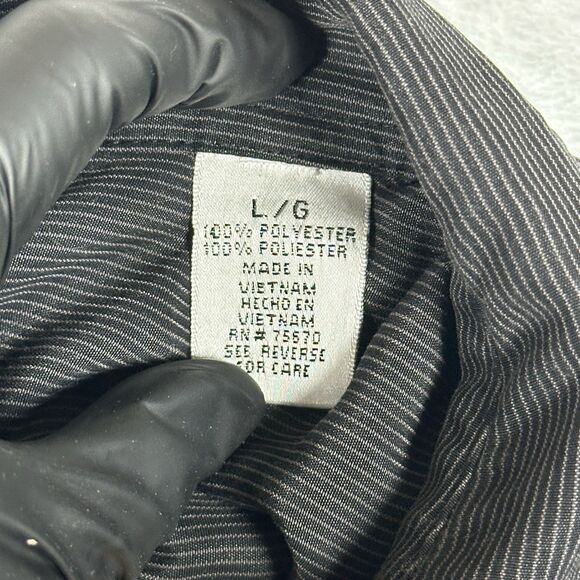 L/G
100% POLYESTER
100% POLIESTER
MADE IN
VIETNAM
HECHO EN
VIETNAM
RN# 75670
SEE REVERSE
FOR CARE